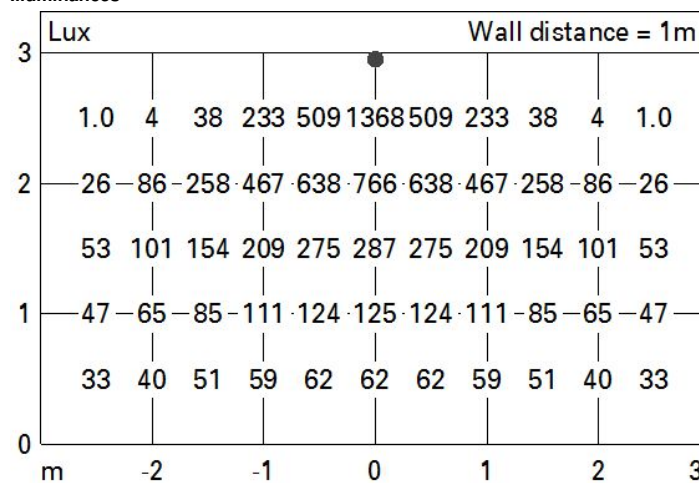 Lux Wall distance = 1m
3
1.0 4 38 233 509 1368 509 233 38 4 1.0
2 26 86 258 467 638 766 638 467 258 86 26
53 101 154 209 275 287 275 209 154 101 53
1 47 65 85 111 124 125 124 111 85 65 47
33 40 51 59 62 62 62 59 51 40 33
0
m -2 -1 0 1 2 3